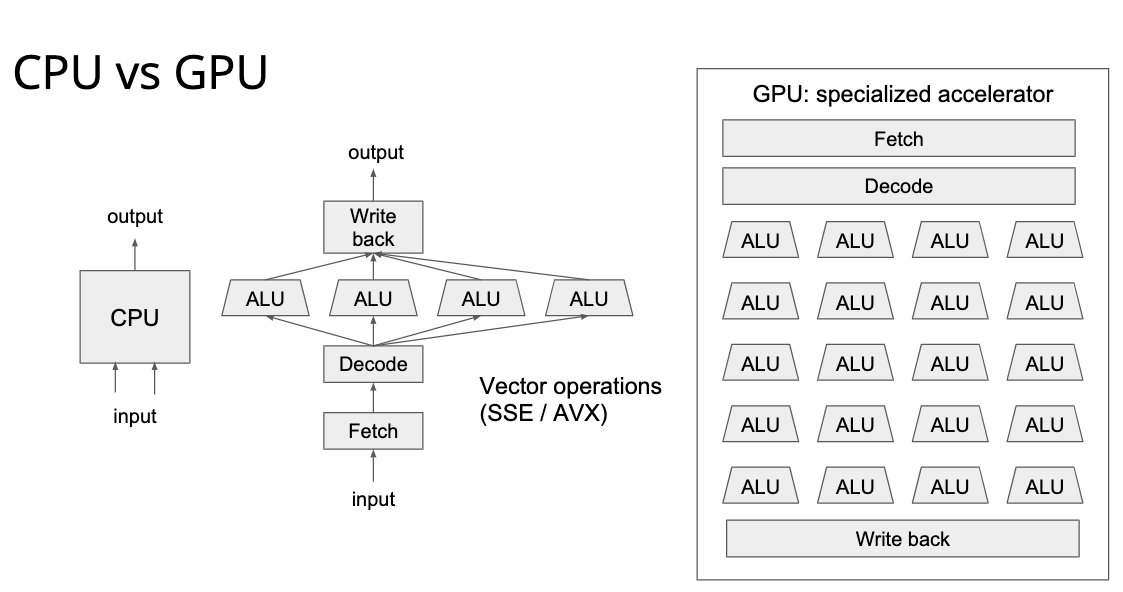 CPU vs GPU
output
CPU
input
output
Write
back
ALU ALU ALU ALU
Decode
Fetch
input
Vector operations
(SSE / AVX)
GPU: specialized accelerator
Fetch
Decode
ALU ALU ALU ALU
ALU ALU ALU ALU
ALU ALU ALU ALU
ALU ALU ALU ALU
ALU ALU ALU ALU
Write back